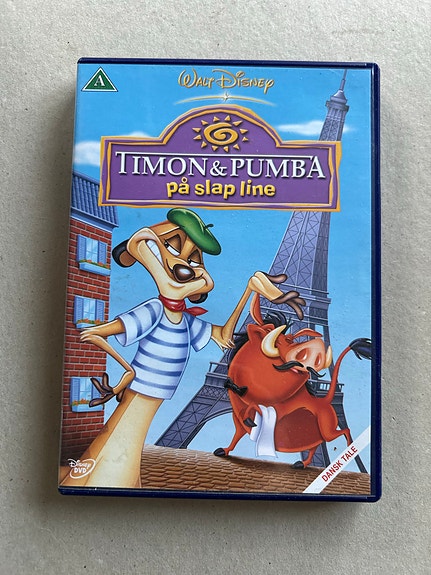 A
WALT DISNEY
TIMON & PUMBA
på slap line
DISNEY
DVD
DANSK TALE